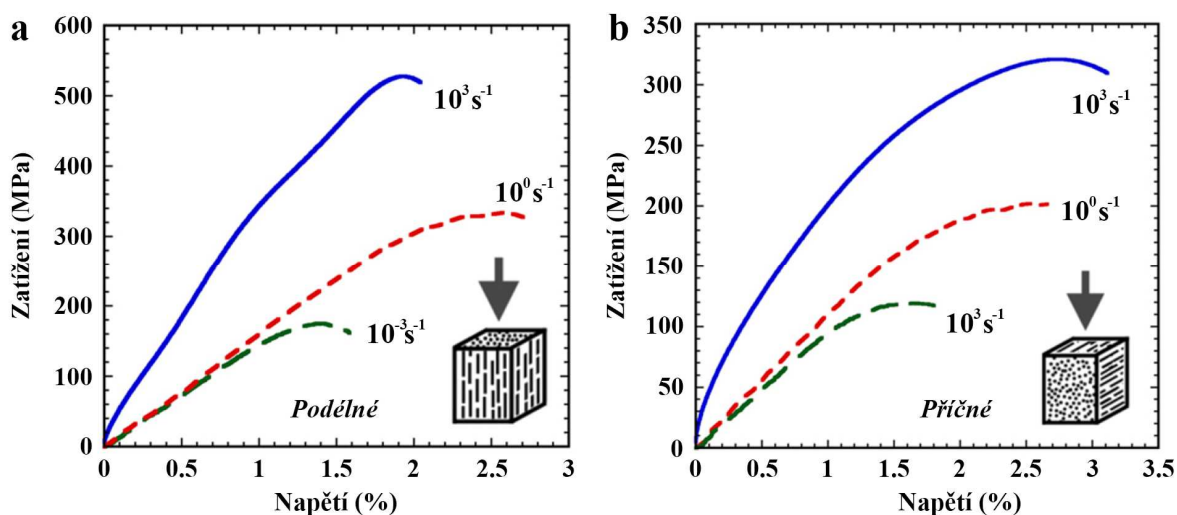 a
600
500
400
300
200
100
0
Zatížení (MPa)
10³s⁻¹
10⁰s⁻¹
10⁻³s⁻¹
Podélné
0 0.5 1 1.5 2 2.5 3
Napětí (%)
b
350
300
250
200
150
100
50
0
Zatížení (MPa)
10³s⁻¹
10⁰s⁻¹
10³s⁻¹
Příčné
0 0.5 1 1.5 2 2.5 3 3.5
Napětí (%)